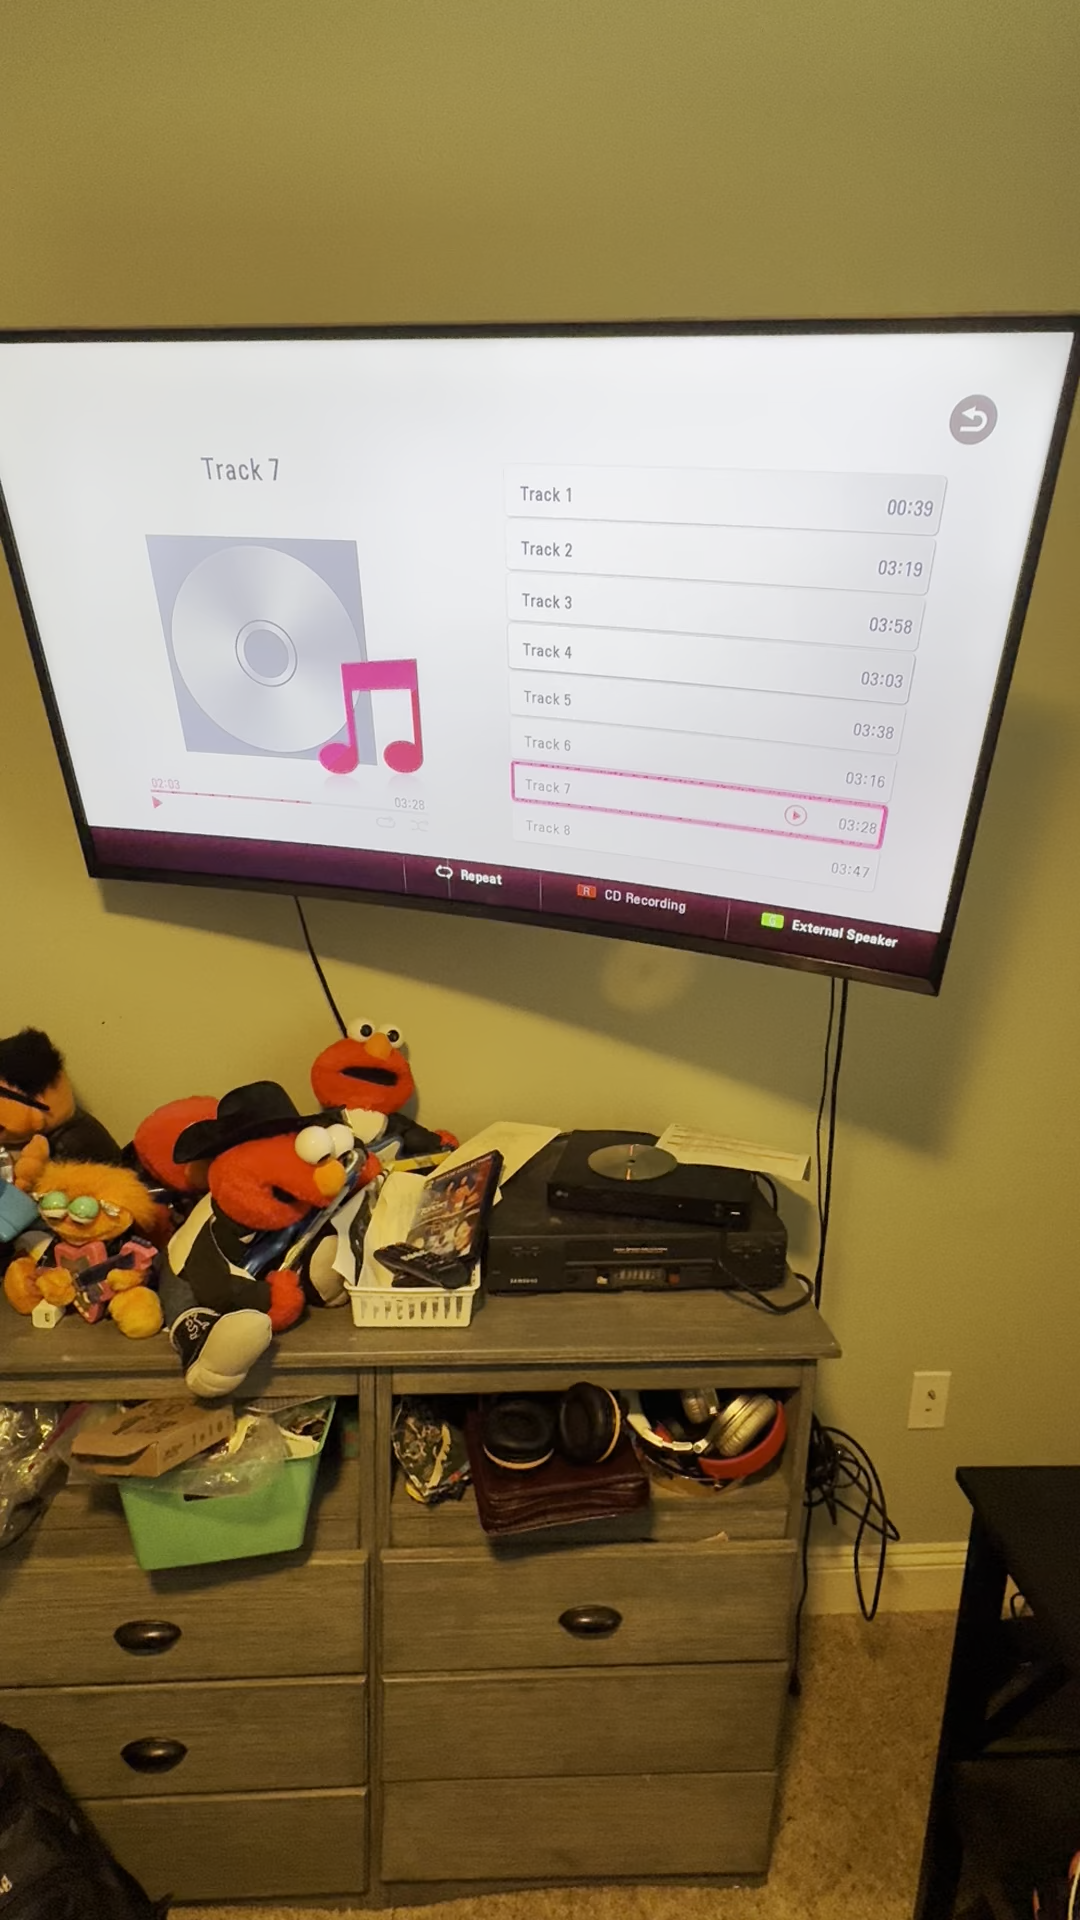 Track 7
02:03
03:28
Track 1 00:39
Track 2 03:19
Track 3 03:58
Track 4 03:03
Track 5 03:38
Track 6 03:16
Track 7 03:28
Track 8 03:47
Repeat
R CD Recording
G External Speaker
SAMSUNG